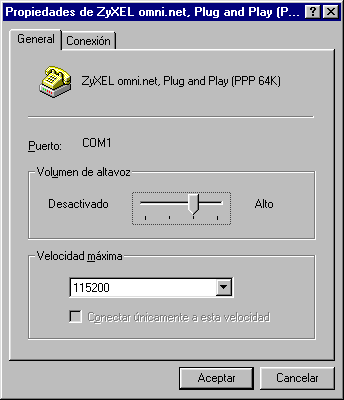 Propiedades de ZyXEL omni.net, Plug and Play (P...
General
Conexión
ZyXEL omni.net, Plug and Play (PPP 64K)
Puerto: COM1
Volumen de altavoz
Desactivado
Alto
Velocidad máxima
115200
Conectar únicamente a esta velocidad
Aceptar
Cancelar